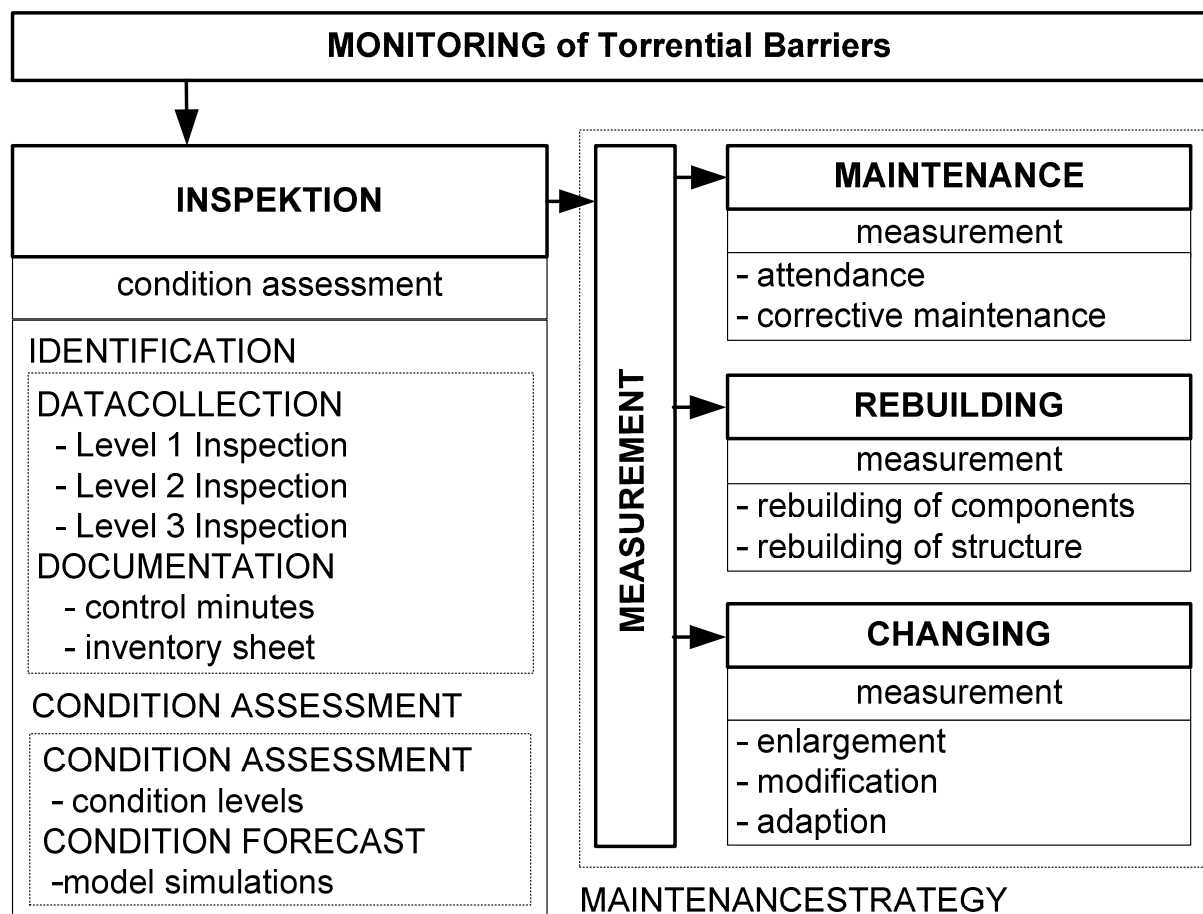 MONITORING of Torrential Barriers
INSPEKTION
condition assessment
IDENTIFICATION
DATACOLLECTION
- Level 1 Inspection
- Level 2 Inspection
- Level 3 Inspection
DOCUMENTATION
- control minutes
- inventory sheet
CONDITION ASSESSMENT
CONDITION ASSESSMENT
- condition levels
CONDITION FORECAST
-model simulations
MEASUREMENT
MAINTENANCE
measurement
- attendance
- corrective maintenance
REBUILDING
measurement
- rebuilding of components
- rebuilding of structure
CHANGING
measurement
- enlargement
- modification
- adaption
MAINTENANCESTRATEGY